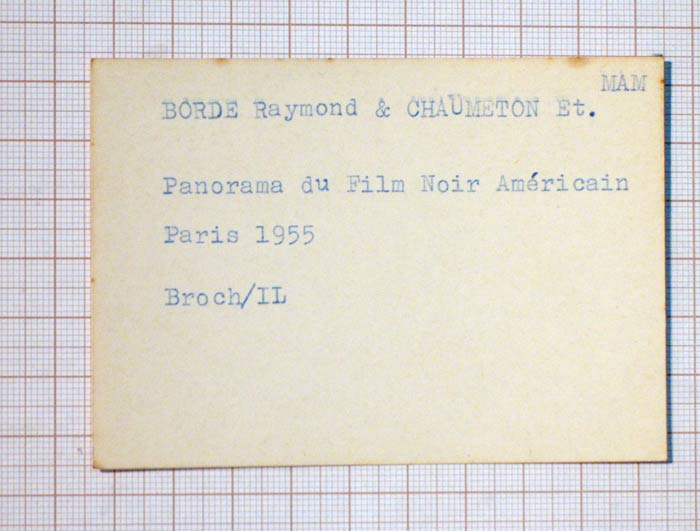 MAM
BORDE Raymond & CHAUMETON Et.
Panorama du Film Noir Américain
Paris 1955
Broch/IL